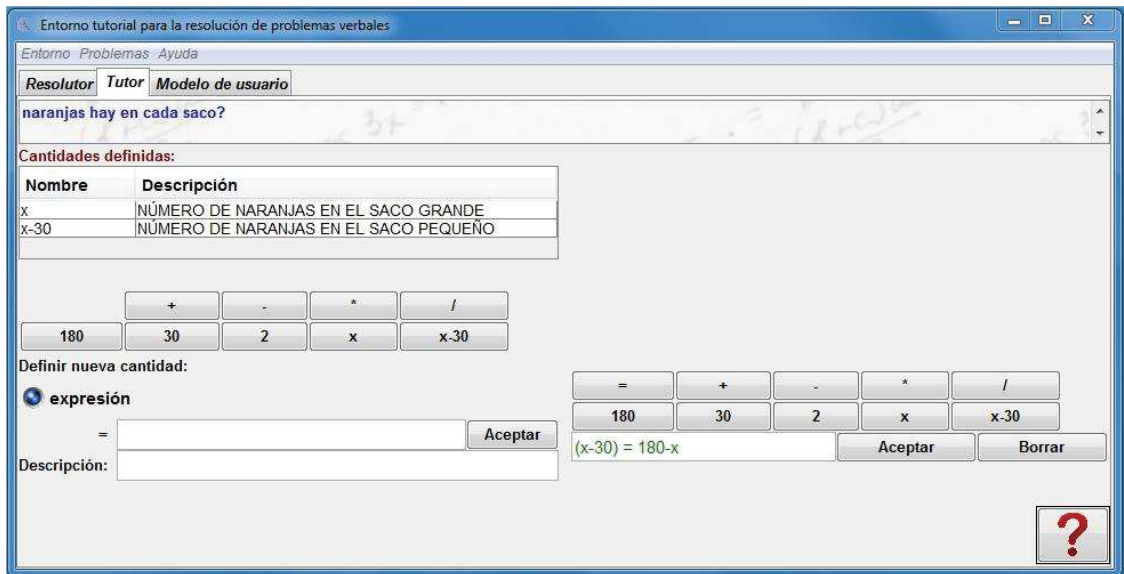 Entorno tutorial para la resolución de problemas verbales
Entorno Problemas Ayuda
Resolutor Tutor Modelo de usuario
naranjas hay en cada saco?
Cantidades definidas:
Nombre Descripción
x NÚMERO DE NARANJAS EN EL SACO GRANDE
x-30 NÚMERO DE NARANJAS EN EL SACO PEQUEÑO
+ - * /
180 30 2 x x-30
Definir nueva cantidad:
expresión
= Aceptar
Descripción:
= + - * /
180 30 2 x x-30
(x-30) = 180-x Aceptar Borrar
?